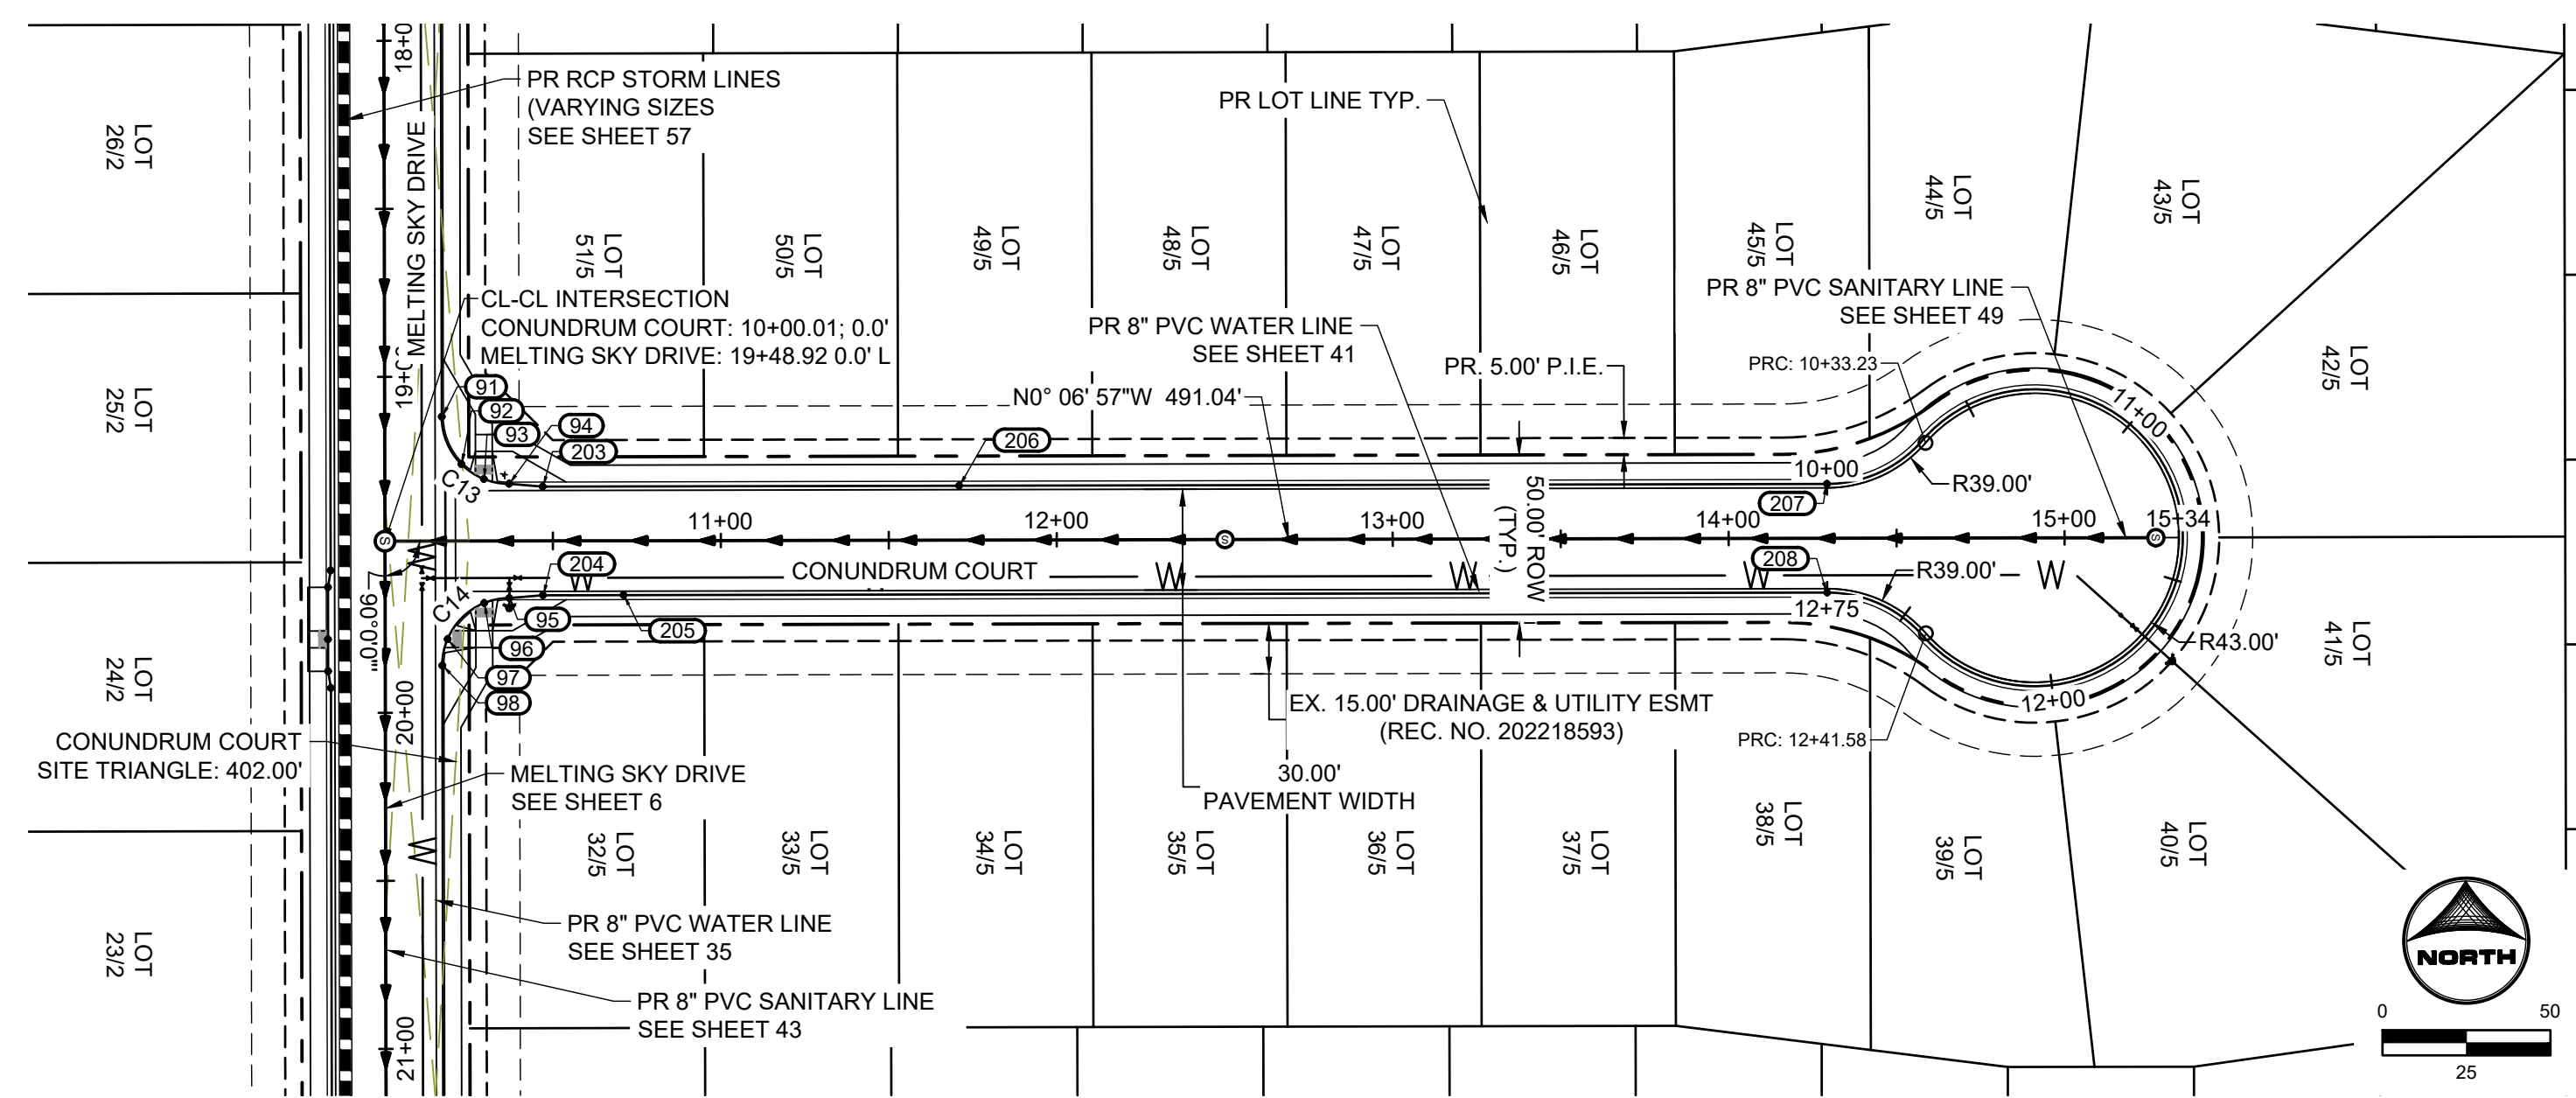 18+0
PR RCP STORM LINES
(VARYING SIZES
SEE SHEET 57
PR LOT LINE TYP.
LOT
26/2
MELTING SKY DRIVE
LOT
51/5
LOT
50/5
LOT
49/5
LOT
48/5
LOT
47/5
LOT
46/5
LOT
45/5
LOT
44/5
LOT
43/5
PR 8" PVC SANITARY LINE
SEE SHEET 49
CL-CL INTERSECTION
CONUNDRUM COURT: 10+00.01; 0.0'
MELTING SKY DRIVE: 19+48.92 0.0' L
PR 8" PVC WATER LINE
SEE SHEET 41
PR. 5.00' P.I.E.
PRC: 10+33.23
LOT
42/5
LOT
25/2
91
92
93
94
203
N0° 06' 57"W 491.04'
206
11+00
10+00
C13
R39.00'
207
50.00' ROW
(TYP.)
S
11+00
12+00
S
13+00
14+00
15+00
15+34
S
W
204
CONUNDRUM COURT
W
W
W
W
W
208
R39.00'
90°0'0"
C14
95
205
12+75
96
97
98
R43.00'
LOT
41/5
LOT
24/2
20+00
12+00
EX. 15.00' DRAINAGE & UTILITY ESMT
(REC. NO. 202218593)
PRC: 12+41.58
CONUNDRUM COURT
SITE TRIANGLE: 402.00'
MELTING SKY DRIVE
SEE SHEET 6
30.00'
PAVEMENT WIDTH
W
LOT
32/5
LOT
33/5
LOT
34/5
LOT
35/5
LOT
36/5
LOT
37/5
LOT
38/5
LOT
39/5
LOT
40/5
LOT
23/2
PR 8" PVC WATER LINE
SEE SHEET 35
PR 8" PVC SANITARY LINE
SEE SHEET 43
21+00
NORTH
0
50
25